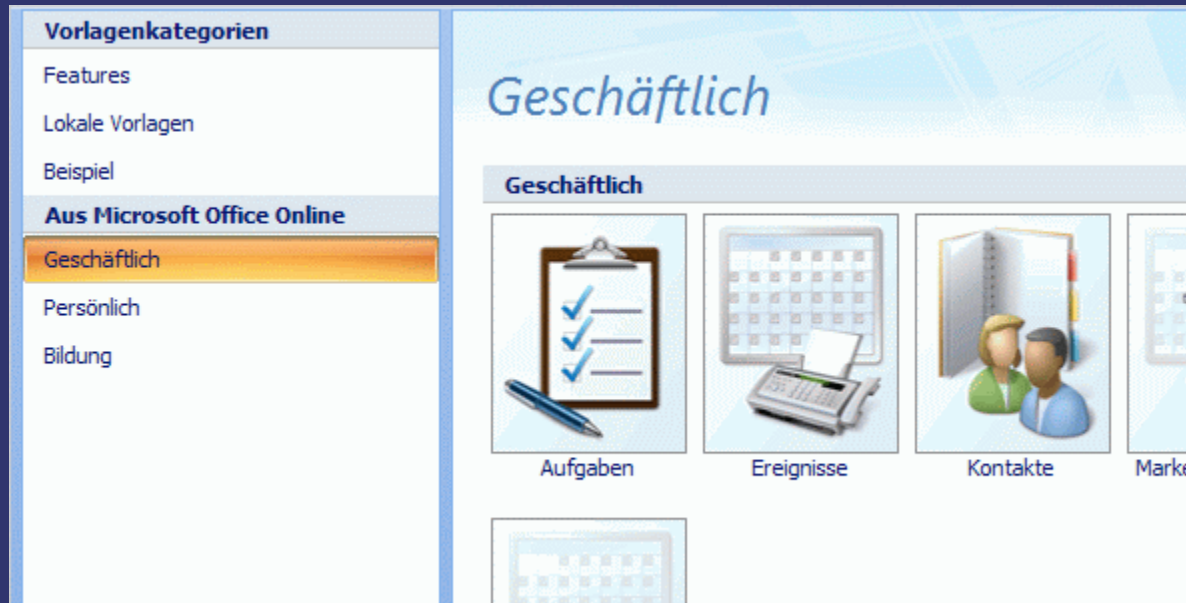 Vorlagenkategorien
Features
Lokale Vorlagen
Beispiel
Aus Microsoft Office Online
Geschäftlich
Persönlich
Bildung
Geschäftlich
Geschäftlich
Aufgaben
Ereignisse
Kontakte